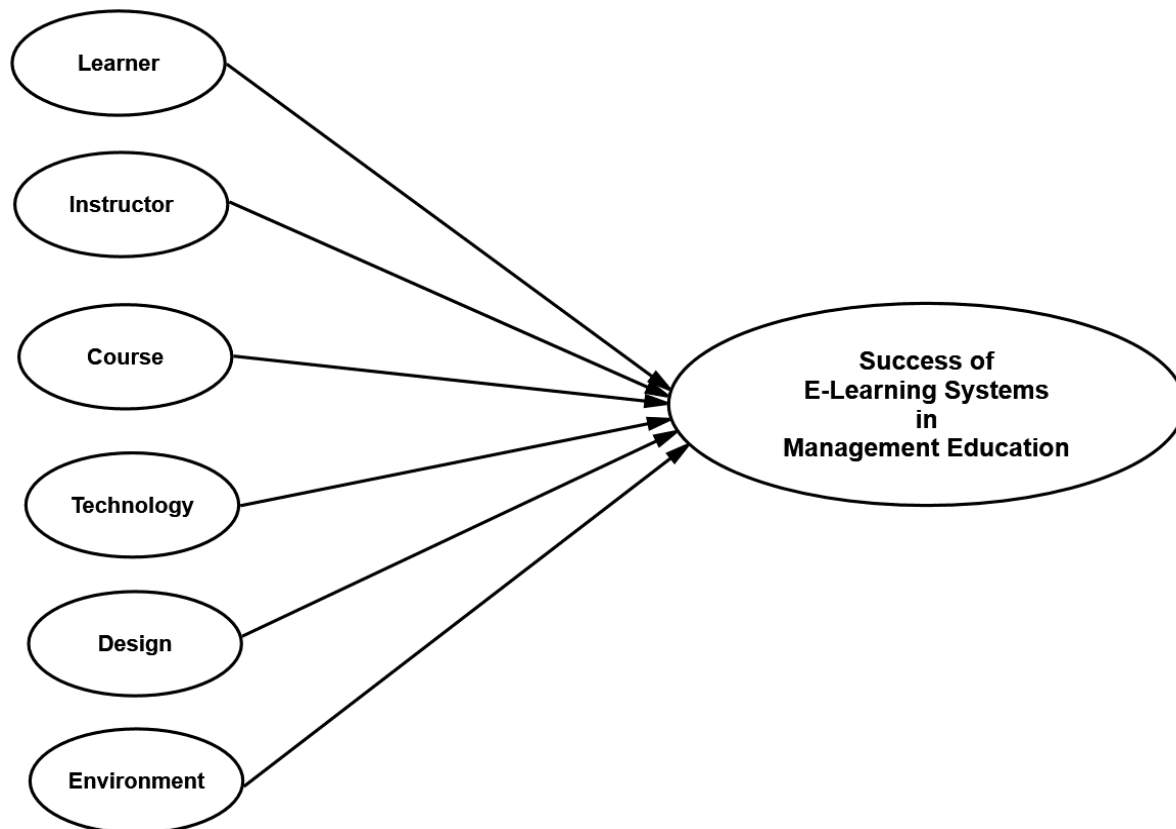 Learner
Instructor
Course
Technology
Design
Environment
Success of
E-Learning Systems
in
Management Education